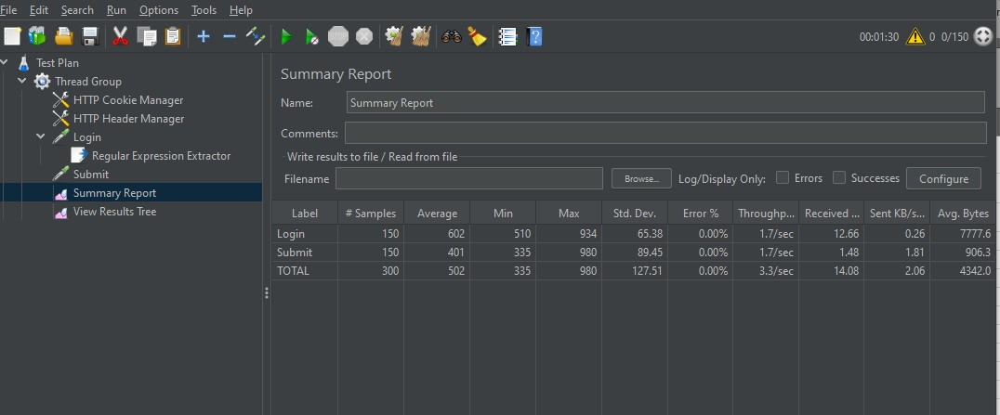 File Edit Search Run Options Tools Help
00:01:30 0 0/150
Test Plan
Thread Group
HTTP Cookie Manager
HTTP Header Manager
Login
Regular Expression Extractor
Submit
Summary Report
View Results Tree
Summary Report
Name: Summary Report
Comments:
Write results to file / Read from file
Filename Browse... Log/Display Only: Errors Successes Configure
Label # Samples Average Min Max Std. Dev. Error % Throughp... Received ... Sent KB/s... Avg. Bytes
Login 150 602 510 934 65.38 0.00% 1.7/sec 12.66 0.26 7777.6
Submit 150 401 335 980 89.45 0.00% 1.7/sec 1.48 1.81 906.3
TOTAL 300 502 335 980 127.51 0.00% 3.3/sec 14.08 2.06 4342.0